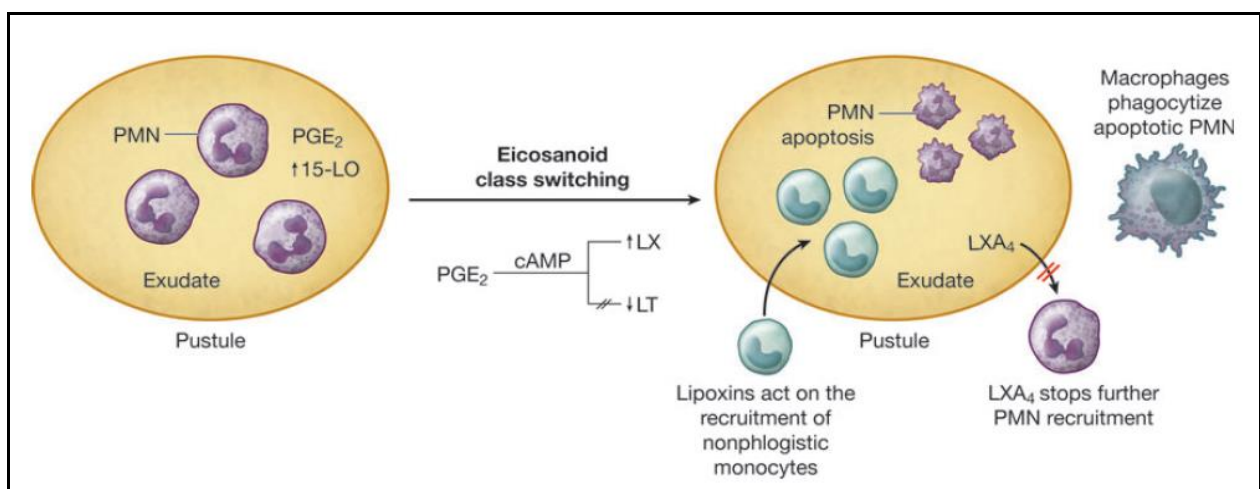 PMN
PGE₂
↑15-LO
Exudate
Pustule
Eicosanoid
class switching
PGE₂
cAMP
↑LX
↓LT
PMN
apoptosis
LXA₄
Exudate
Pustule
Lipoxins act on the
recruitment of
nonphlogistic
monocytes
Macrophages
phagocytize
apoptotic PMN
LXA₄ stops further
PMN recruitment